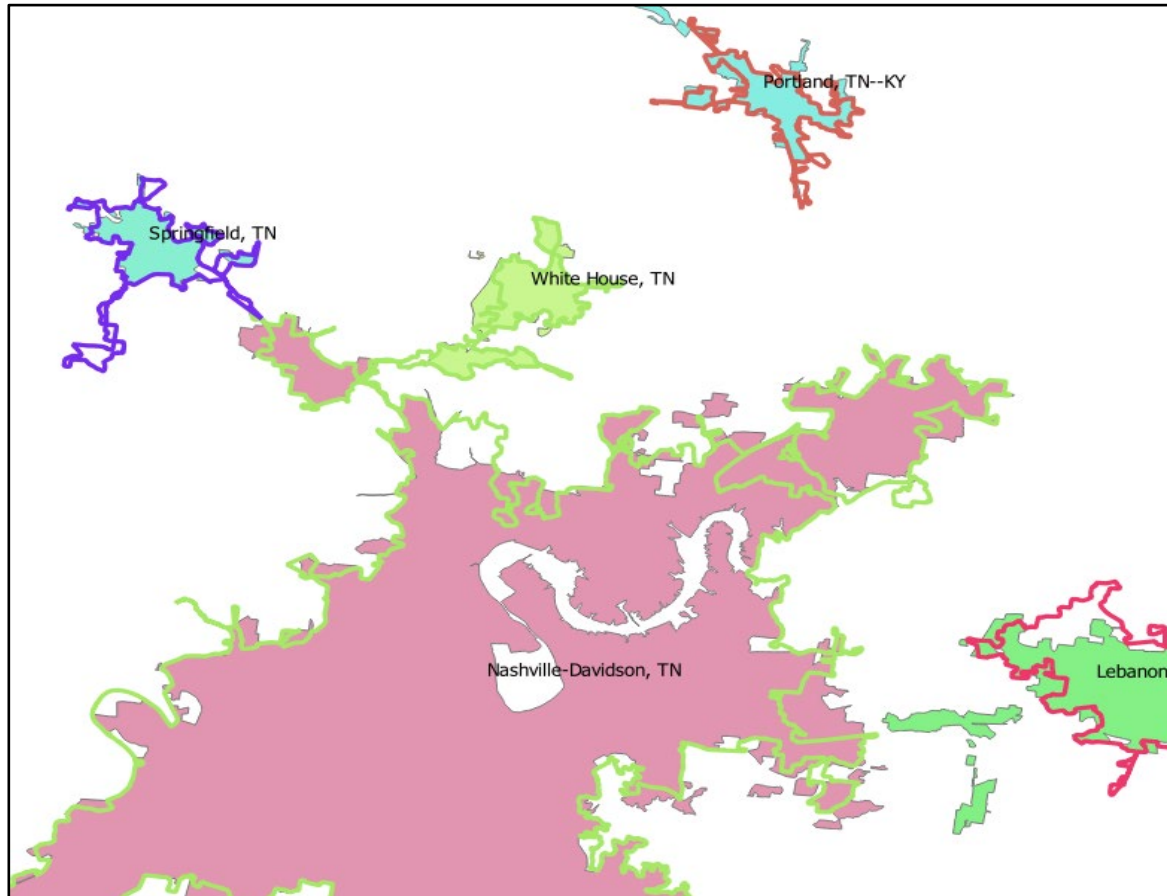 Portland, TN--KY
Springfield, TN
White House, TN
Nashville-Davidson, TN
Lebanon